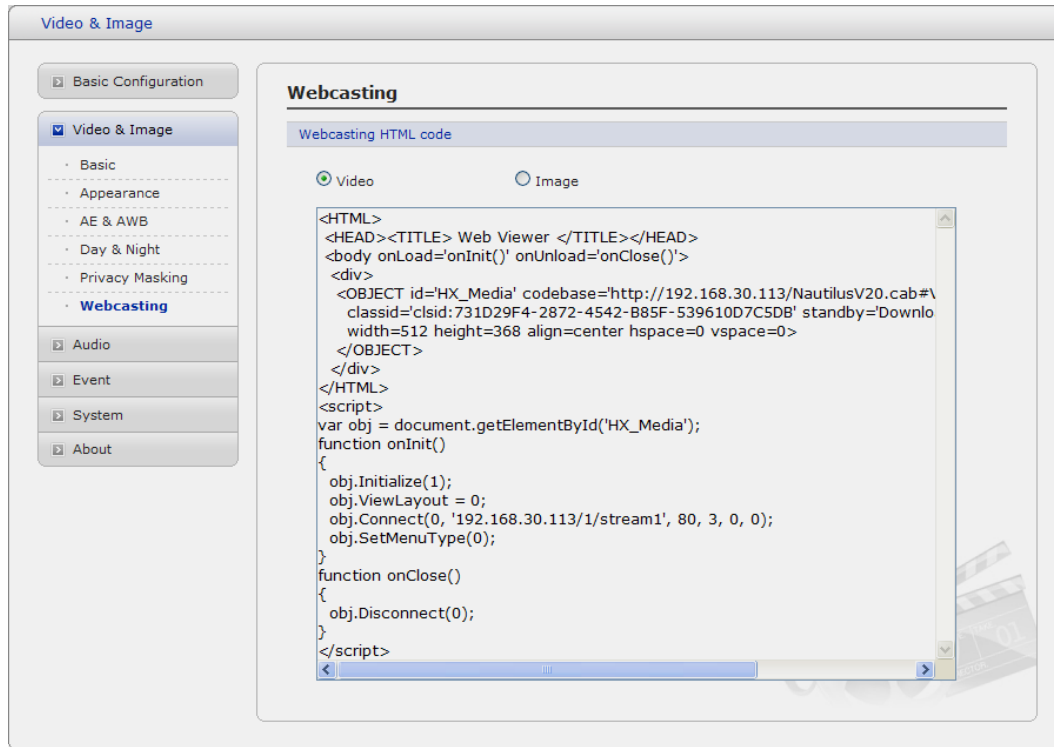 Video & Image
Basic Configuration
Video & Image
· Basic
· Appearance
· AE & AWB
· Day & Night
· Privacy Masking
· Webcasting
Audio
Event
System
About
Webcasting
Webcasting HTML code
Video
Image
<HTML>
<HEAD><TITLE> Web Viewer </TITLE></HEAD>
<body onLoad='onInit()' onUnload='onClose()'>
<div>
<OBJECT id='HX_Media' codebase='http://192.168.30.113/NautilusV20.cab#V
classid='clsid:731D29F4-2872-4542-B85F-539610D7C5DB' standby='Downlo
width=512 height=368 align=center hspace=0 vspace=0>
</OBJECT>
</div>
</HTML>
<script>
var obj = document.getElementById('HX_Media');
function onInit()
{
obj.Initialize(1);
obj.ViewLayout = 0;
obj.Connect(0, '192.168.30.113/1/stream1', 80, 3, 0, 0);
obj.SetMenuType(0);
}
function onClose()
{
obj.Disconnect(0);
}
</script>
01